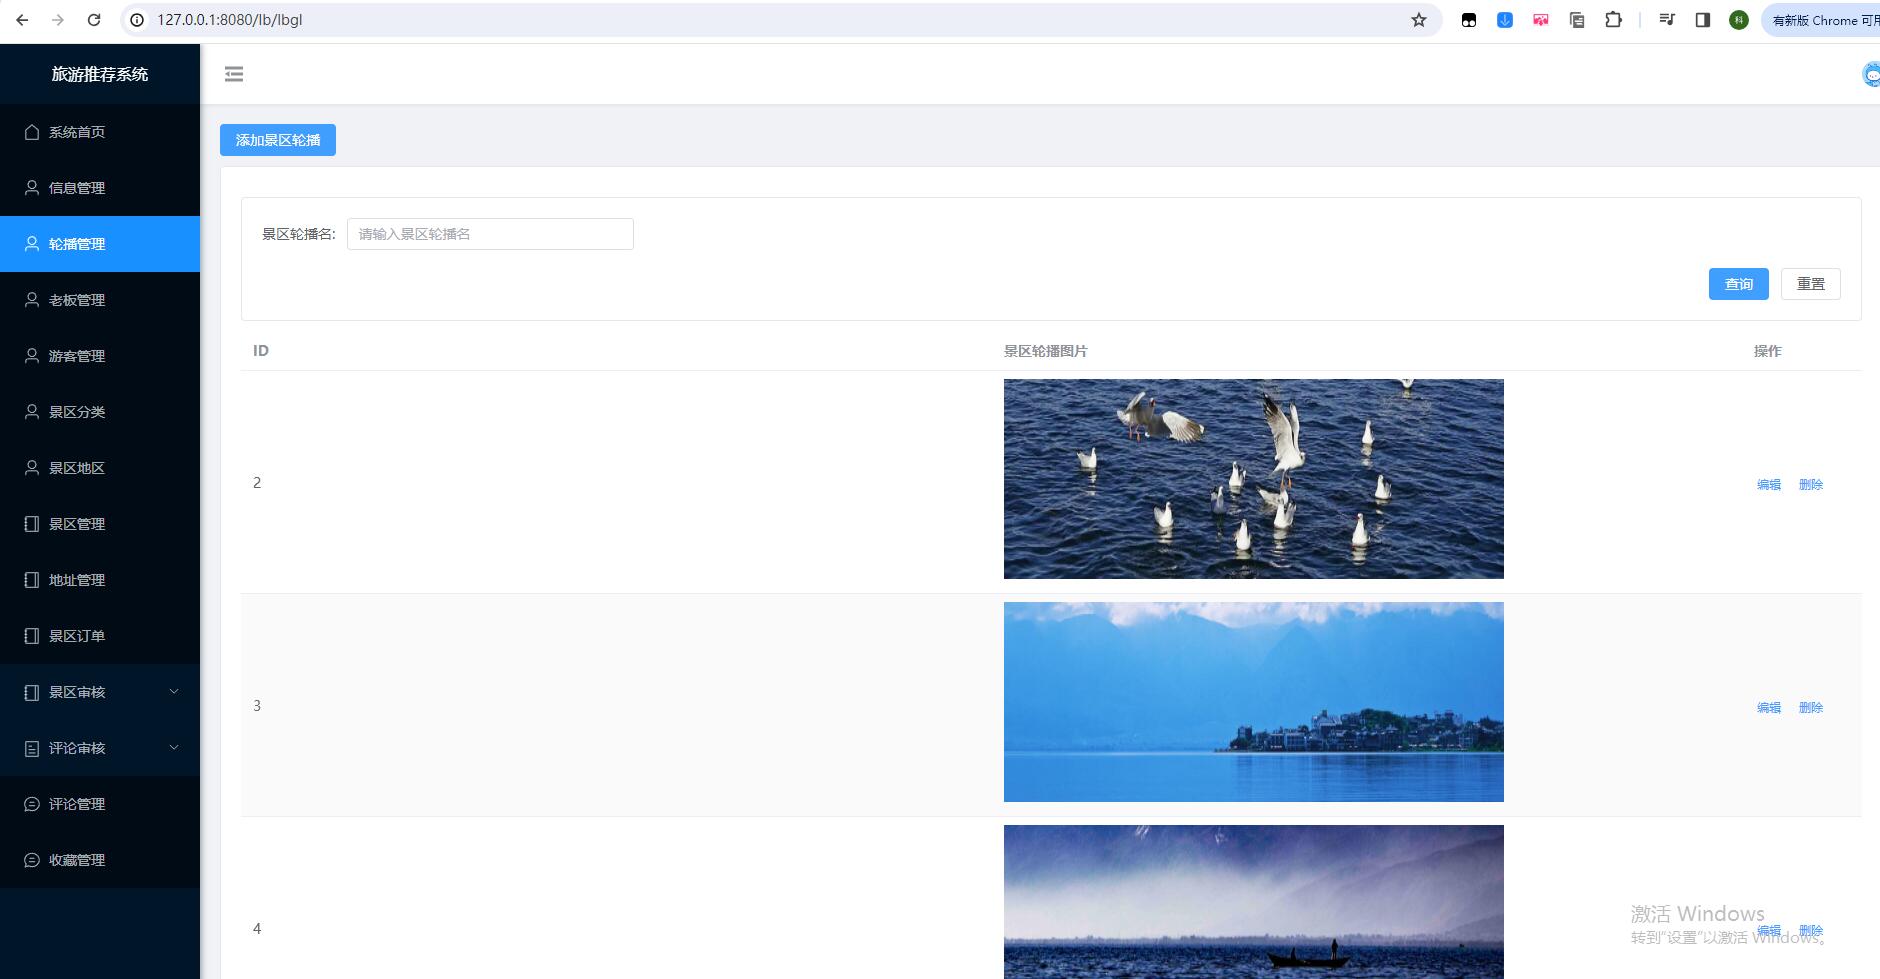 127.0.0.1:8080/lb/lbgl
科
有新版 Chrome 可用
旅游推荐系统
系统首页
信息管理
轮播管理
老板管理
游客管理
景区分类
景区地区
景区管理
地址管理
景区订单
景区审核
评论审核
评论管理
收藏管理
添加景区轮播
景区轮播名:
请输入景区轮播名
查询
重置
ID
景区轮播图片
操作
2
编辑
删除
3
编辑
删除
4
编辑
删除
激活 Windows
转到“设置”以激活 Windows。